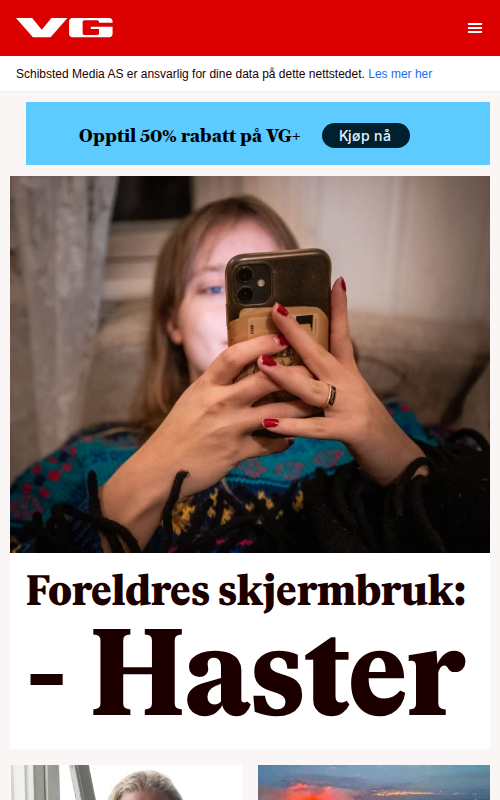 VG
Schibsted Media AS er ansvarlig for dine data på dette nettstedet. Les mer her
Opptil 50% rabatt på VG+ Kjøp nå
Foreldres skjermbruk:
- Haster